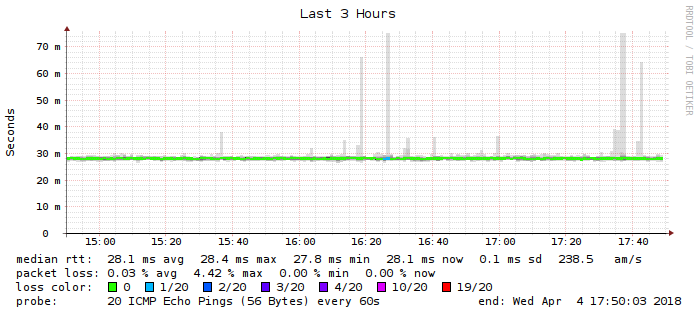 Last 3 Hours
RRDTOOL / TOBI OETIKER
Seconds
70 m
60 m
50 m
40 m
30 m
20 m
10 m
0
15:00 15:20 15:40 16:00 16:20 16:40 17:00 17:20 17:40
median rtt: 28.1 ms avg 28.4 ms max 27.8 ms min 28.1 ms now 0.1 ms sd 238.5 am/s
packet loss: 0.03 % avg 4.42 % max 0.00 % min 0.00 % now
loss color: 0 1/20 2/20 3/20 4/20 10/20 19/20
probe: 20 ICMP Echo Pings (56 Bytes) every 60s end: Wed Apr 4 17:50:03 2018